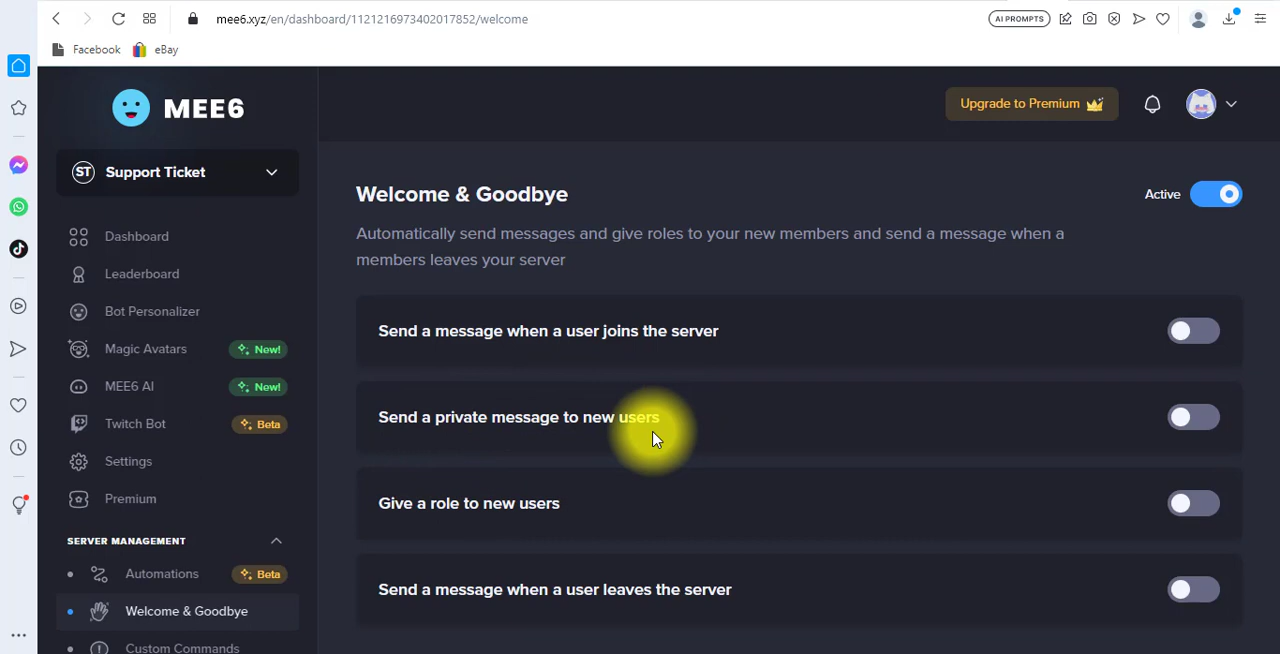 mee6.xyz/en/dashboard/1121216973402017852/welcome
AI PROMPTS
Facebook
eBay
MEE6
Upgrade to Premium
ST Support Ticket
Dashboard
Leaderboard
Bot Personalizer
Magic Avatars New!
MEE6 AI New!
Twitch Bot Beta
Settings
Premium
SERVER MANAGEMENT
Automations Beta
Welcome & Goodbye
Custom Commands
Welcome & Goodbye
Active
Automatically send messages and give roles to your new members and send a message when a
members leaves your server
Send a message when a user joins the server
Send a private message to new users
Give a role to new users
Send a message when a user leaves the server